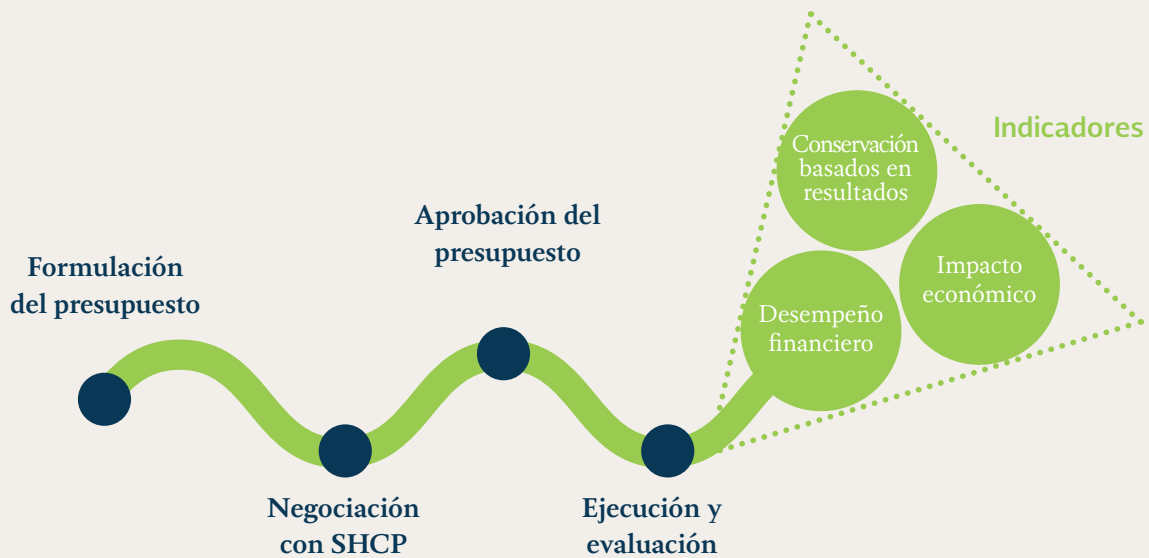 Formulación
del presupuesto
Negociación
con SHCP
Aprobación del
presupuesto
Ejecución y
evaluación
Indicadores
Conservación
basados en
resultados
Impacto
económico
Desempeño
financiero